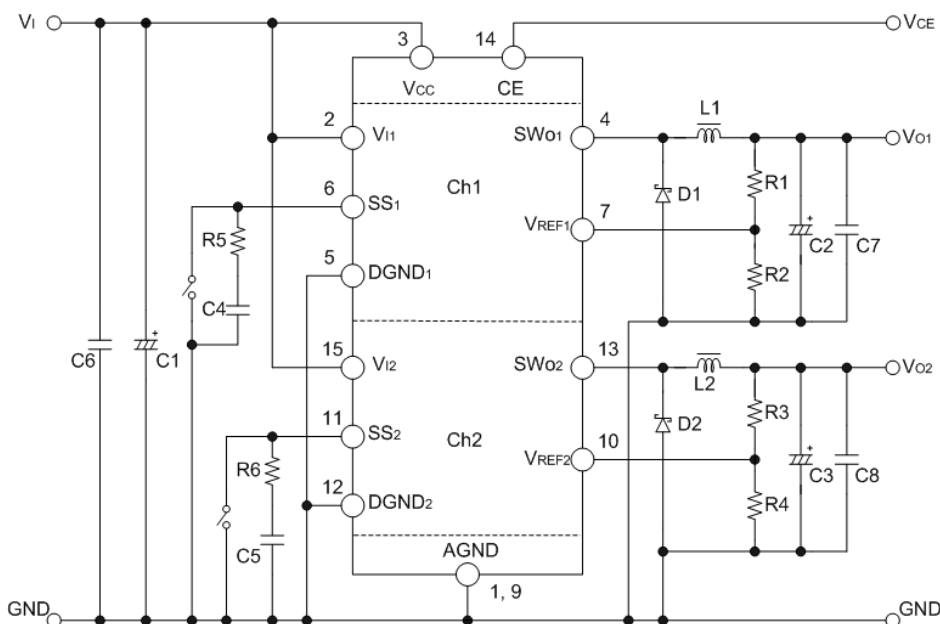 VI
VCE
3
14
VCC
CE
L1
2
VI1
SWO1
4
VO1
6
SS1
Ch1
D1
R1
R5
VREF1
7
C2
C7
5
DGND1
R2
C4
C6
C1
15
VI2
SWO2
13
L2
VO2
11
SS2
Ch2
D2
R3
R6
VREF2
10
C3
C8
12
DGND2
R4
C5
AGND
1, 9
GND
GND